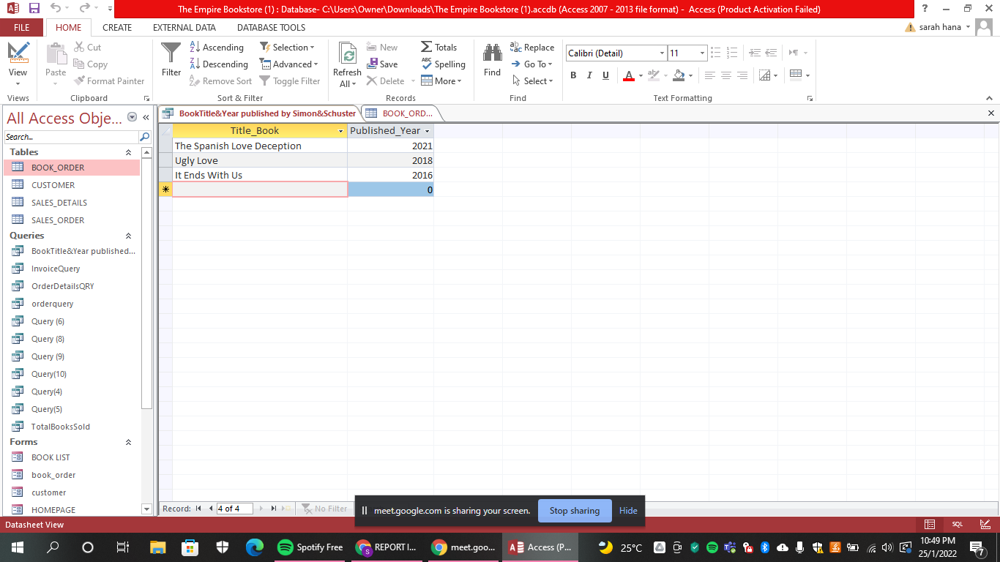 The Empire Bookstore (1) : Database- C:\Users\Owner\Downloads\The Empire Bookstore (1).accdb (Access 2007 - 2013 file format) - Access (Product Activation Failed)
FILE HOME CREATE EXTERNAL DATA DATABASE TOOLS sarah hana
View
Views
Paste
Cut
Copy
Format Painter
Clipboard
Filter
Ascending
Descending
Remove Sort
Selection
Advanced
Toggle Filter
Sort & Filter
Refresh
All
New
Save
Delete
Totals
Spelling
More
Records
Find
Replace
Go To
Select
Find
Calibri (Detail) 11
B I U A
Text Formatting
All Access Obje...
Search...
Tables
BOOK_ORDER
CUSTOMER
SALES_DETAILS
SALES_ORDER
Queries
BookTitle&Year published...
InvoiceQuery
OrderDetailsQRY
orderquery
Query (6)
Query (8)
Query (9)
Query(10)
Query(4)
Query(5)
TotalBooksSold
Forms
BOOK LIST
book_order
customer
HOMEPAGE
BookTitle&Year published by Simon&Schuster BOOK_ORD...
Title_Book Published_Year
The Spanish Love Deception 2021
Ugly Love 2018
It Ends With Us 2016
0
Record: 4 of 4 No Filter
meet.google.com is sharing your screen. Stop sharing Hide
Datasheet View SQL
Spotify Free REPORT I... meet.goo... Access (P... 25°C 10:49 PM
25/1/2022
7